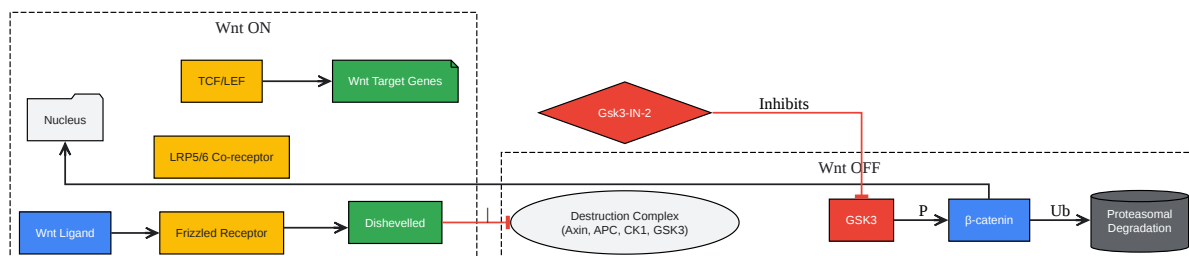 Wnt ON
TCF/LEF
Wnt Target Genes
Nucleus
Gsk3-IN-2
Inhibits
LRP5/6 Co-receptor
Wnt OFF
Wnt Ligand
Frizzled Receptor
Dishevelled
Destruction Complex
(Axin, APC, CK1, GSK3)
GSK3
P
β-catenin
Ub
Proteasomal
Degradation